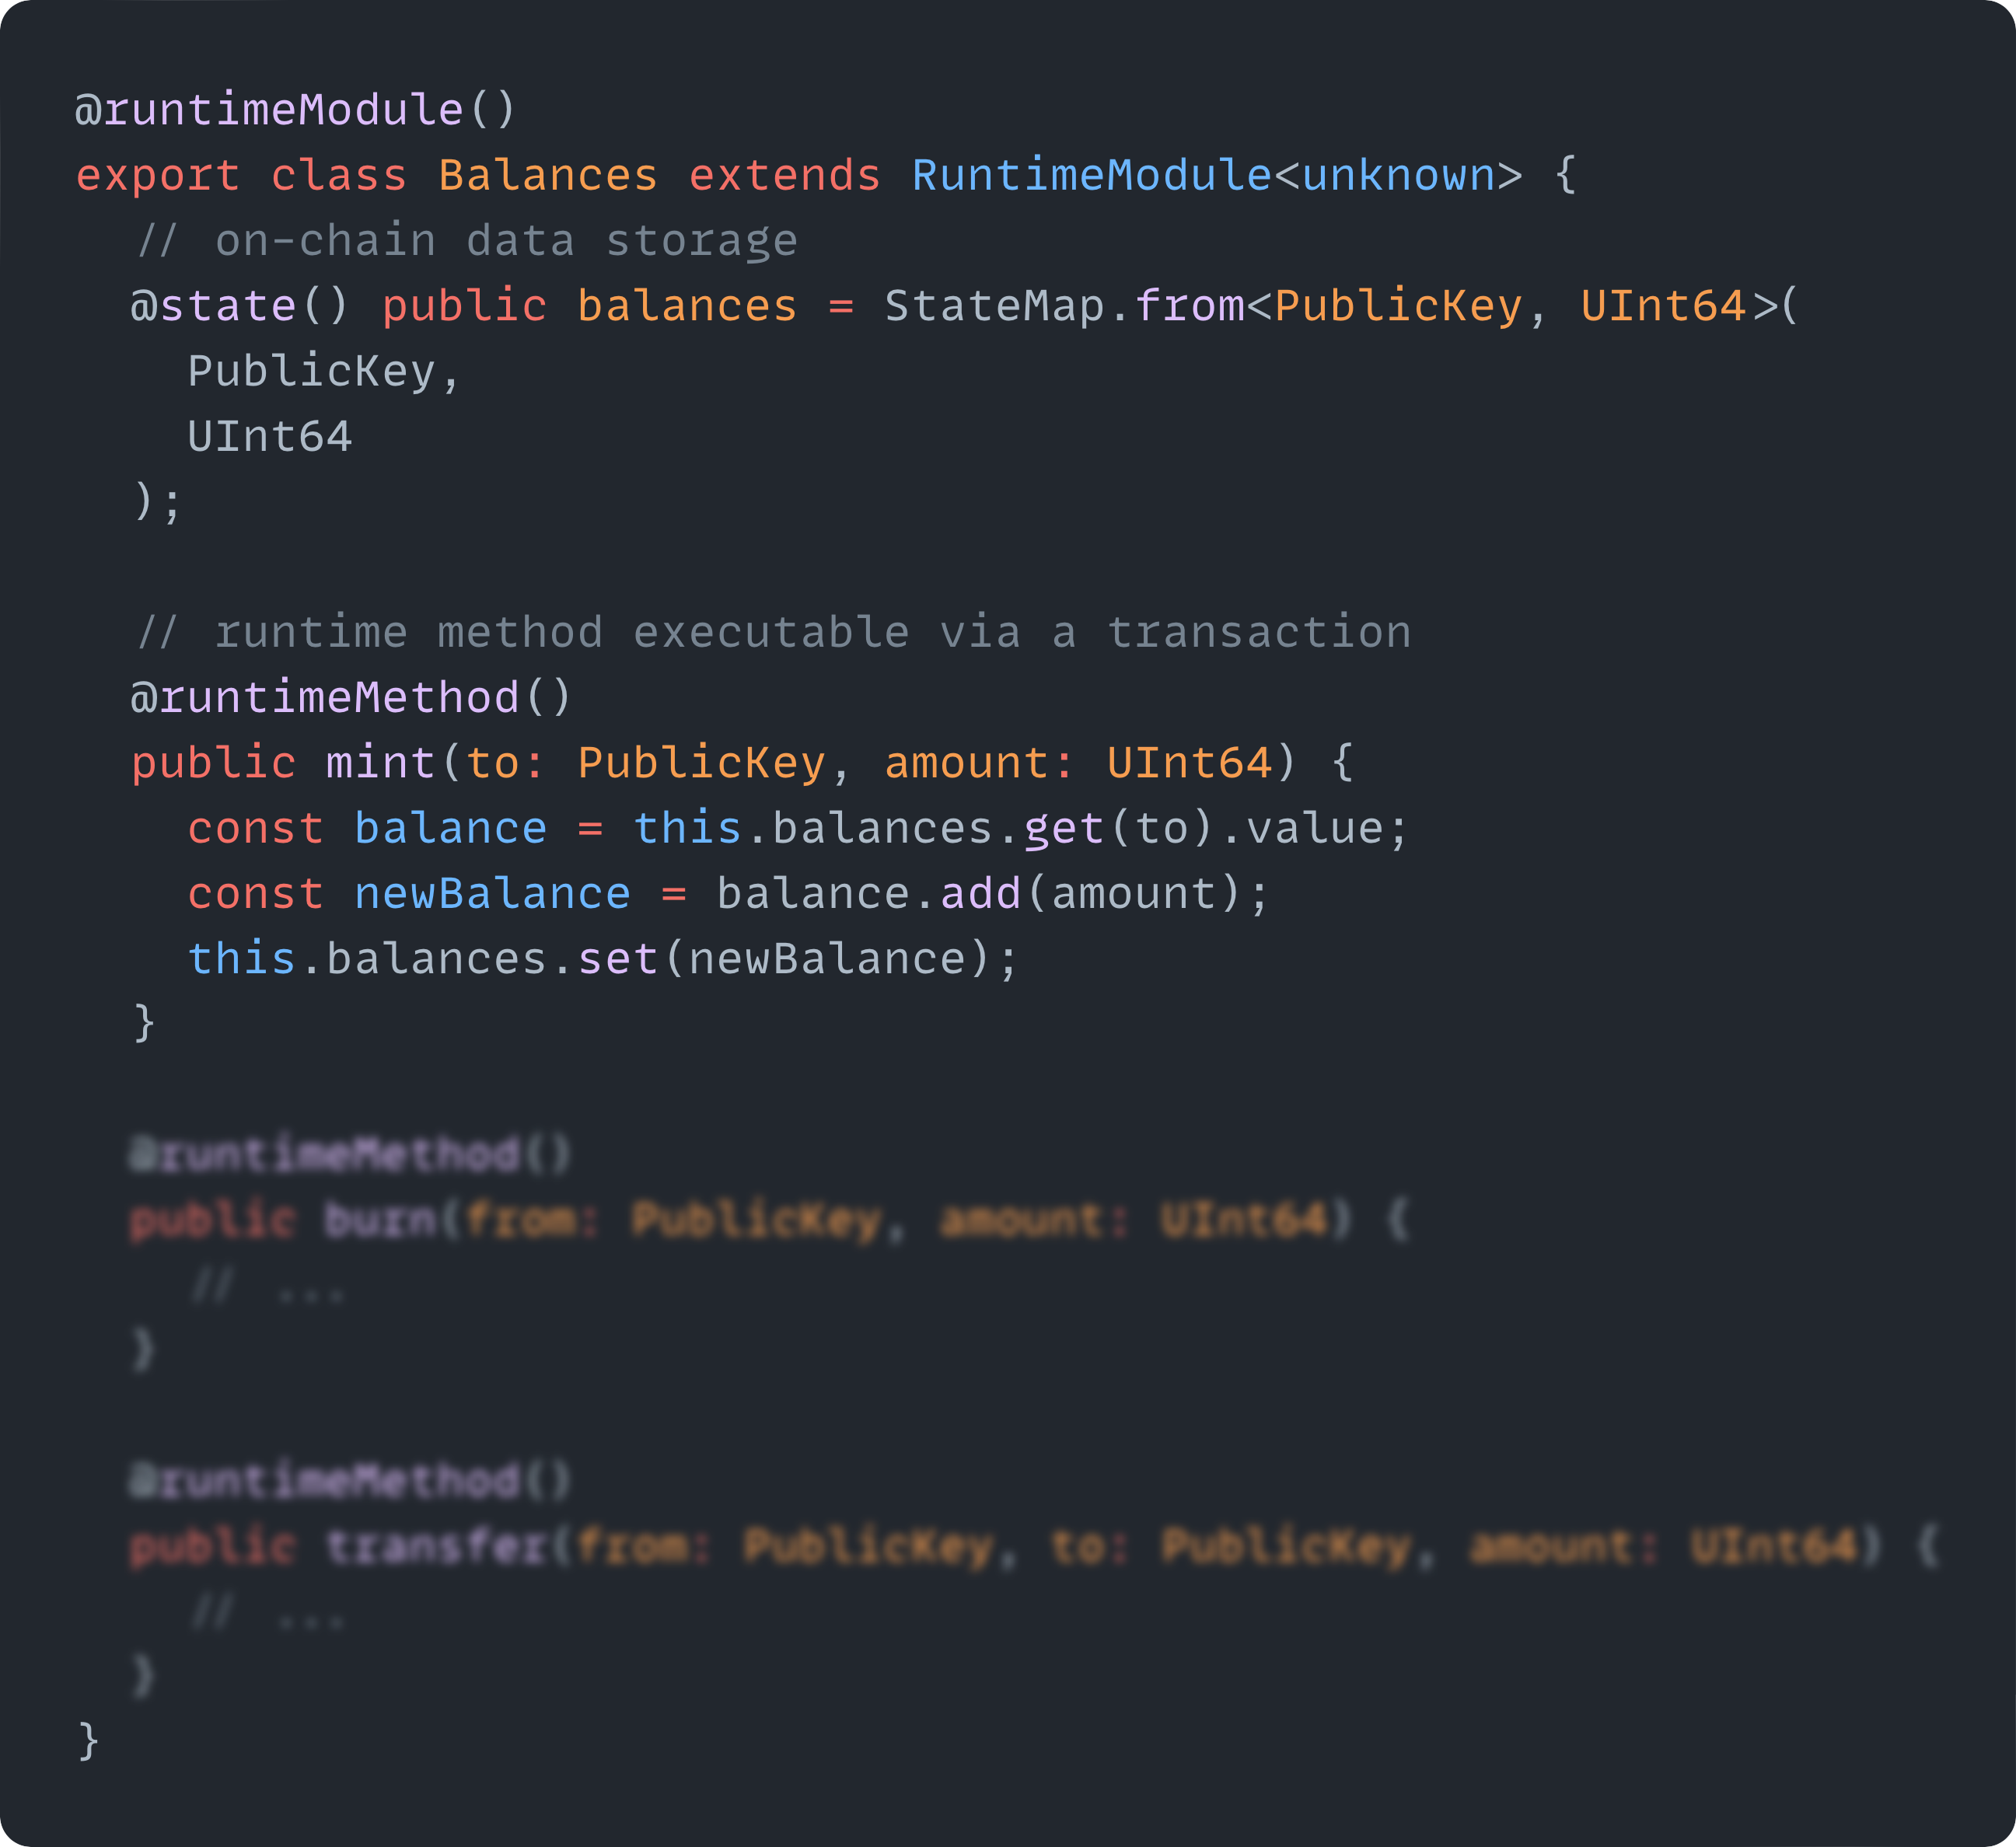 @runtimeModule()
export class Balances extends RuntimeModule<unknown> {
// on-chain data storage
@state() public balances = StateMap.from<PublicKey, UInt64>(
PublicKey,
UInt64
);
// runtime method executable via a transaction
@runtimeMethod()
public mint(to: PublicKey, amount: UInt64) {
const balance = this.balances.get(to).value;
const newBalance = balance.add(amount);
this.balances.set(newBalance);
}
@runtimeMethod()
public burn(from: PublicKey, amount: UInt64) {
// ...
}
@runtimeMethod()
public transfer(from: PublicKey, to: PublicKey, amount: UInt64) {
// ...
}
}